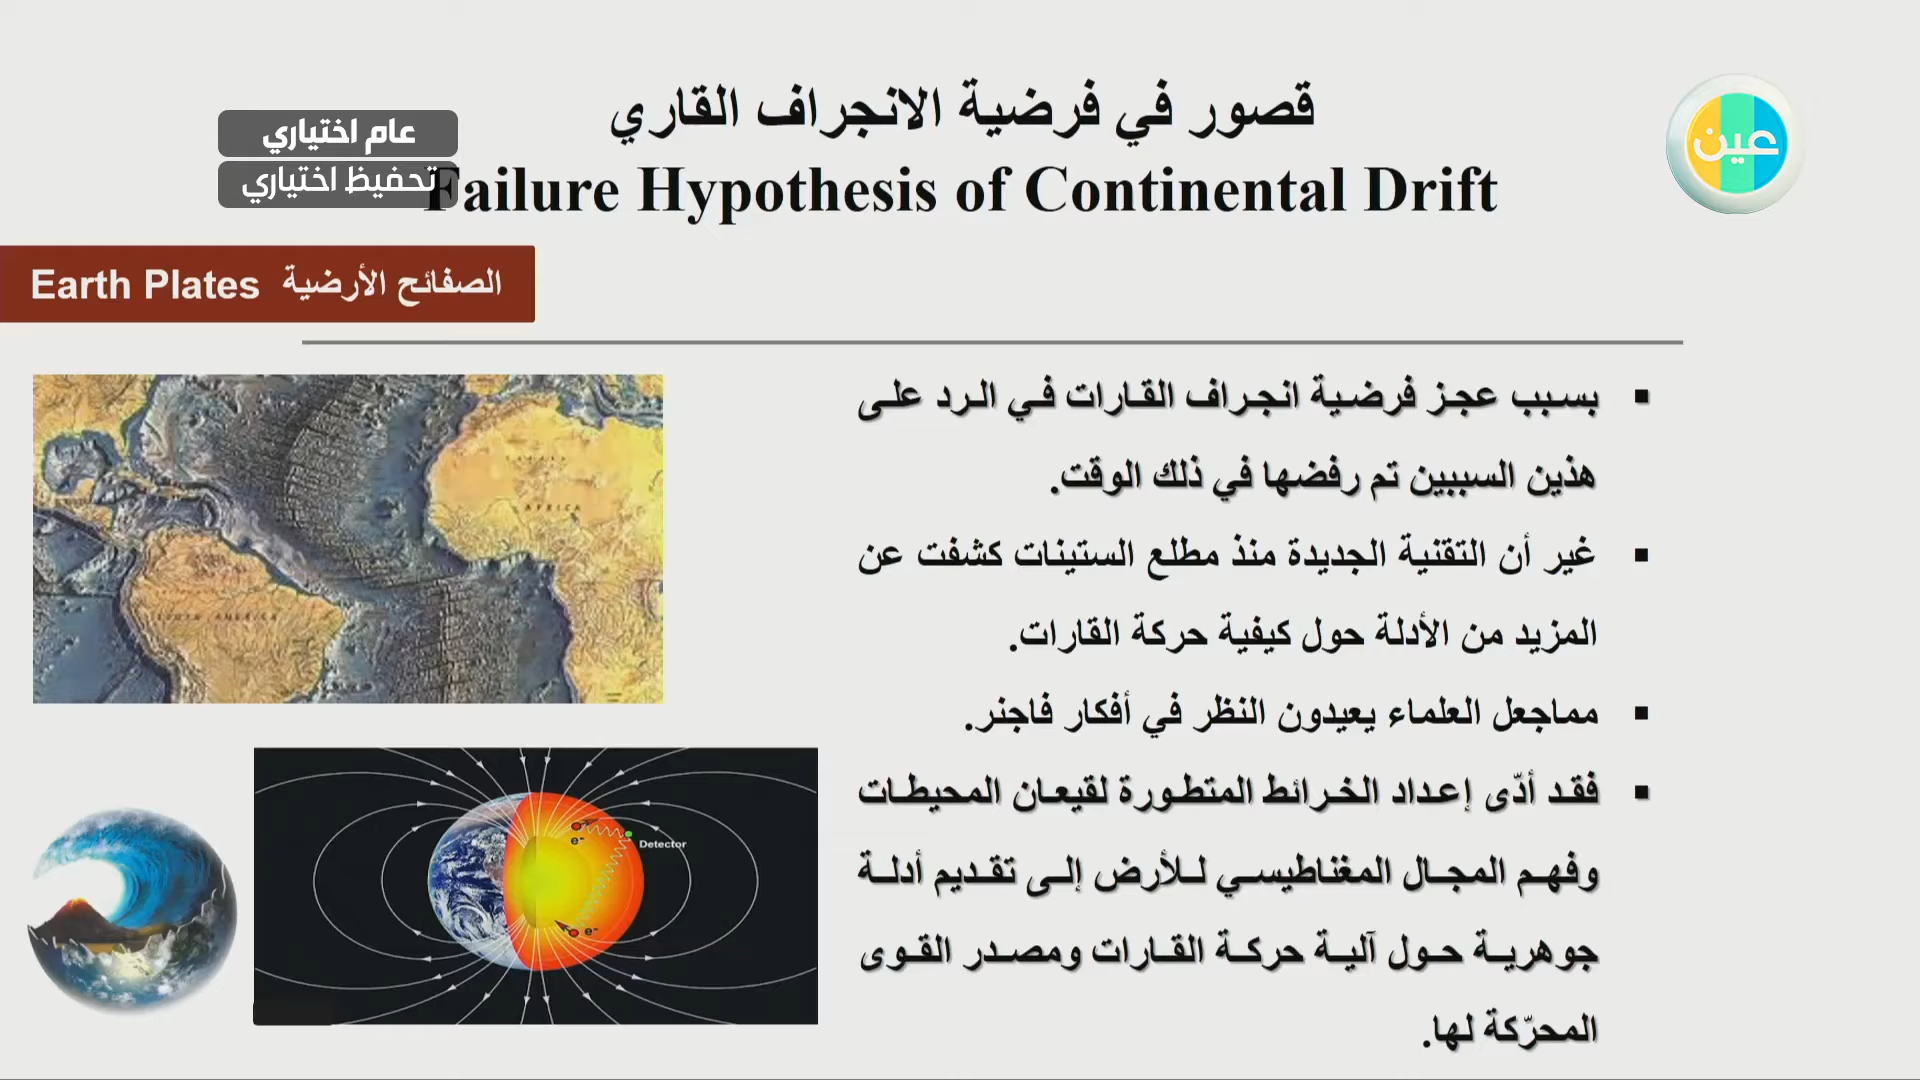 قصور في فرضية الانجراف القاري
عين
عام اختياري
تحفيظ اختياري
Failure Hypothesis of Continental Drift
Earth Plates الصفائح الأرضية
بسبب عجز فرضية انجراف القارات في الرد على
هذين السببين تم رفضها في ذلك الوقت.
غير أن التقنية الجديدة منذ مطلع الستينات كشفت عن
المزيد من الأدلة حول كيفية حركة القارات.
مماجعل العلماء يعيدون النظر في أفكار فاجنر.
فقد أدّى إعداد الخرائط المتطورة لقيعان المحيطات
وفهم المجال المغناطيسي للأرض إلى تقديم أدلة
جوهرية حول آلية حركة القارات ومصدر القوى
المحرّكة لها.
AFRICA
SOUTH AMERICA
e-
Detector
e-